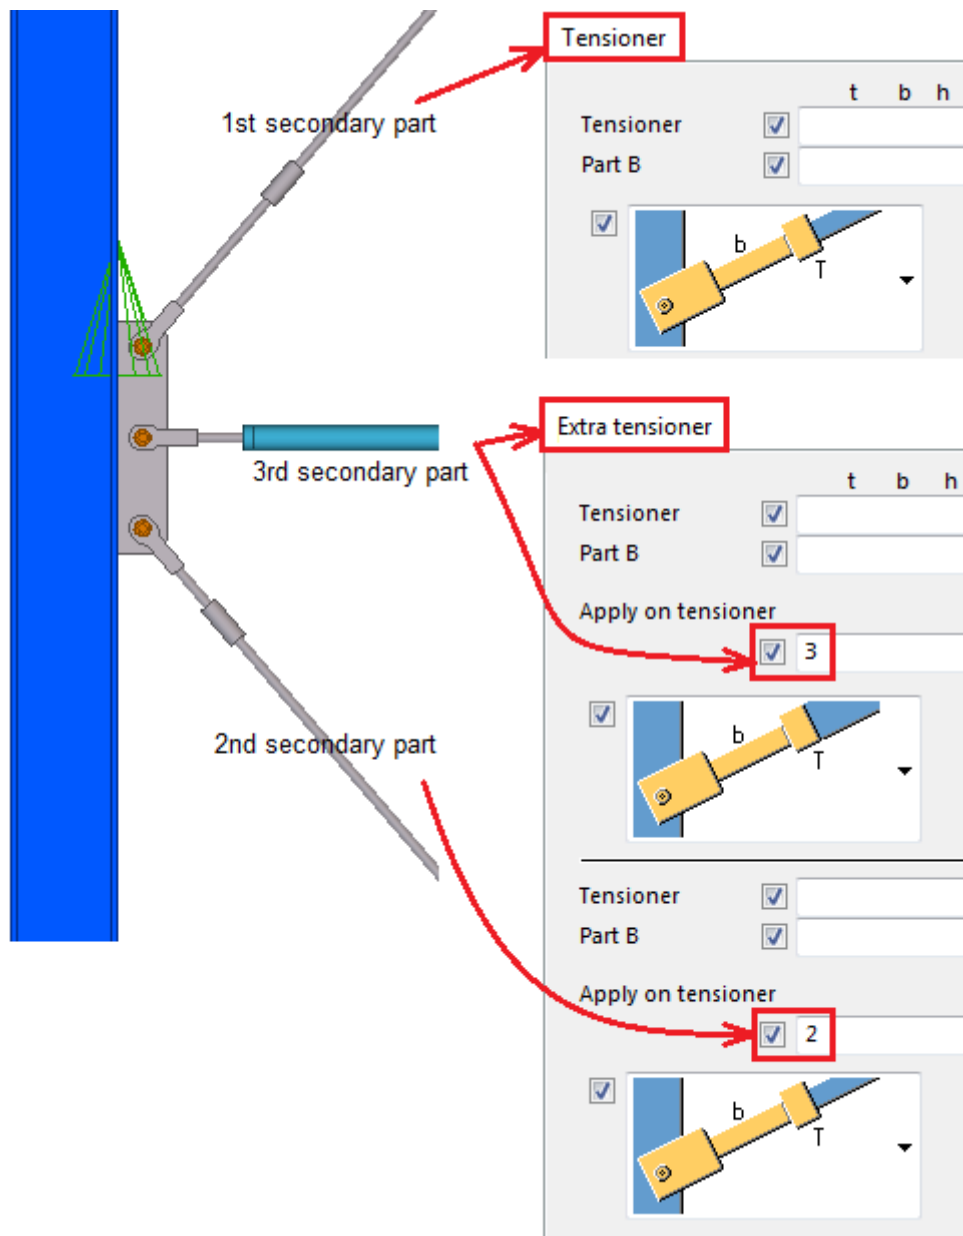 Tensioner
t b h
1st secondary part
Tensioner
Part B
b
T
Extra tensioner
3rd secondary part
t b h
Tensioner
Part B
Apply on tensioner
3
b
T
2nd secondary part
Tensioner
Part B
Apply on tensioner
2
b
T